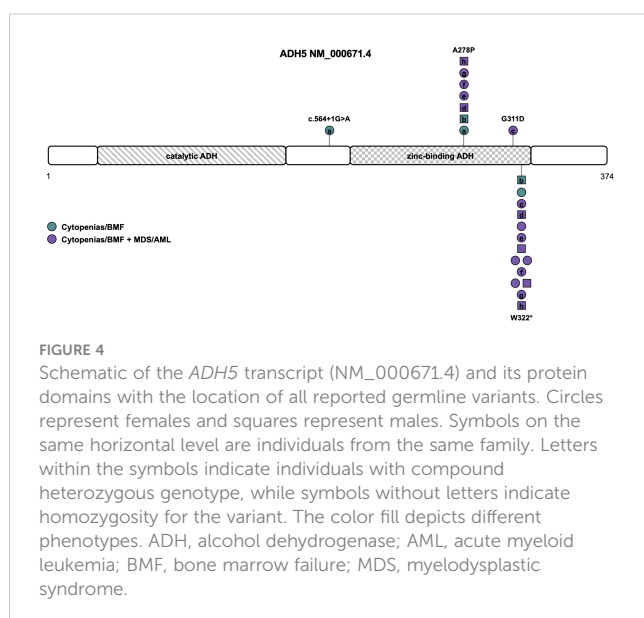 ADH5 NM_000671.4
A278P
h
g
f
e
d
b
a
c.564+1G>A
a
G311D
c
catalytic ADH
zinc-binding ADH
1
374
b
c
d
e
f
g
h
W322*
Cytopenias/BMF
Cytopenias/BMF + MDS/AML
FIGURE 4
Schematic of the ADH5 transcript (NM_000671.4) and its protein
domains with the location of all reported germline variants. Circles
represent females and squares represent males. Symbols on the
same horizontal level are individuals from the same family. Letters
within the symbols indicate individuals with compound
heterozygous genotype, while symbols without letters indicate
homozygosity for the variant. The color fill depicts different
phenotypes. ADH, alcohol dehydrogenase; AML, acute myeloid
leukemia; BMF, bone marrow failure; MDS, myelodysplastic
syndrome.